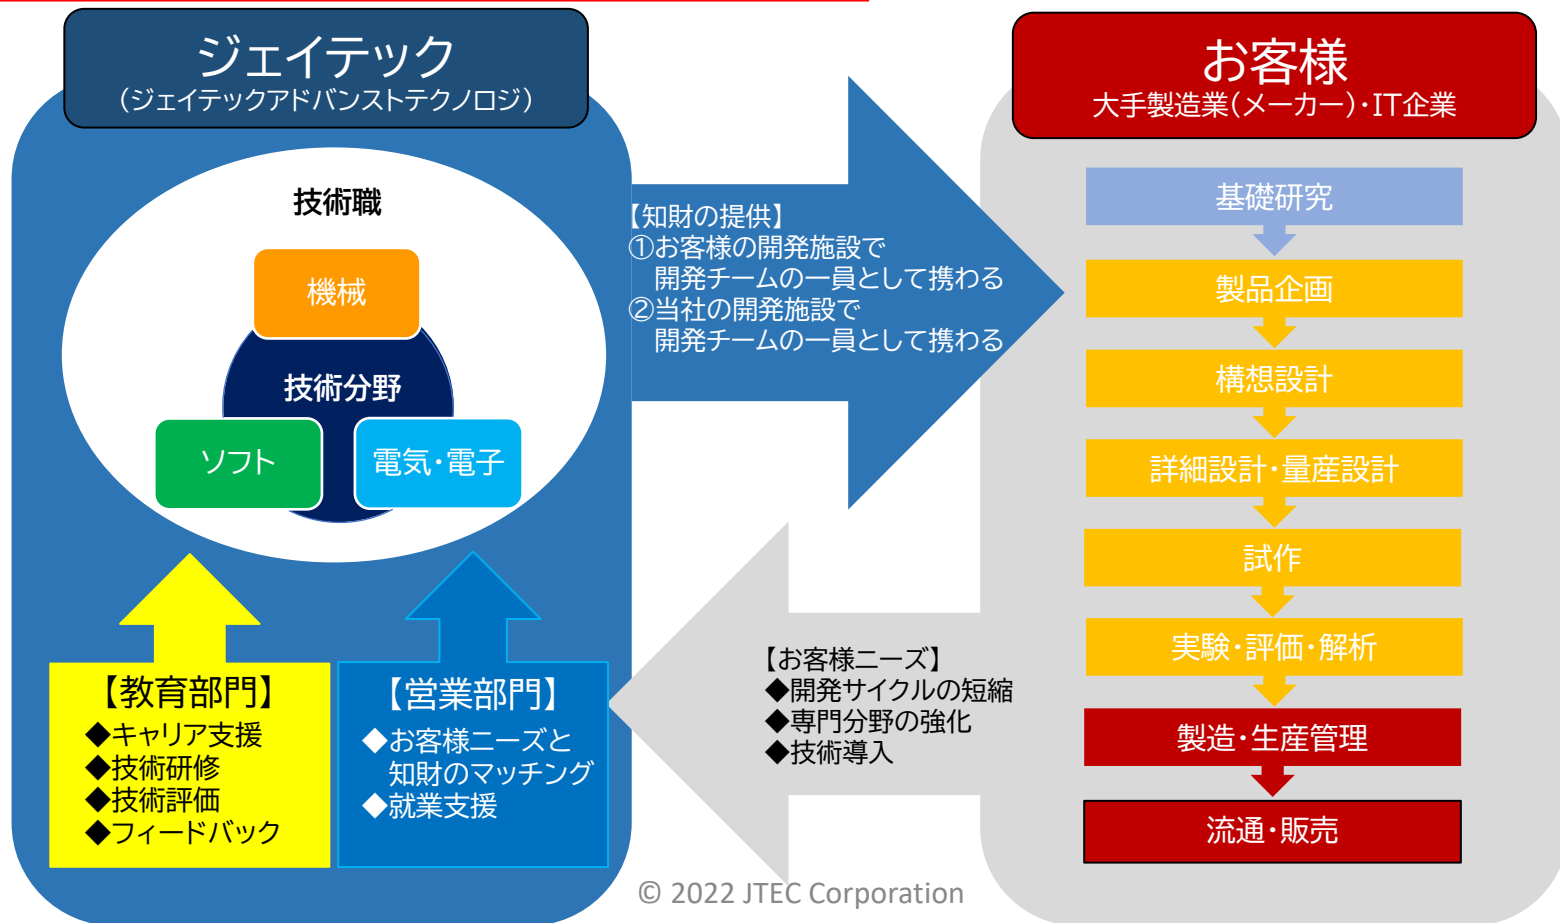 ジェイテック
（ジェイテックアドバンストテクノロジ）
技術職
機械
技術分野
ソフト
電気・電子
【教育部門】
◆キャリア支援
◆技術研修
◆技術評価
◆フィードバック
【営業部門】
◆お客様ニーズと
知財のマッチング
◆就業支援
【知財の提供】
①お客様の開発施設で
開発チームの一員として携わる
②当社の開発施設で
開発チームの一員として携わる
【お客様ニーズ】
◆開発サイクルの短縮
◆専門分野の強化
◆技術導入
お客様
大手製造業（メーカー）・IT企業
基礎研究
製品企画
構想設計
詳細設計・量産設計
試作
実験・評価・解析
製造・生産管理
流通・販売
© 2022 JTEC Corporation